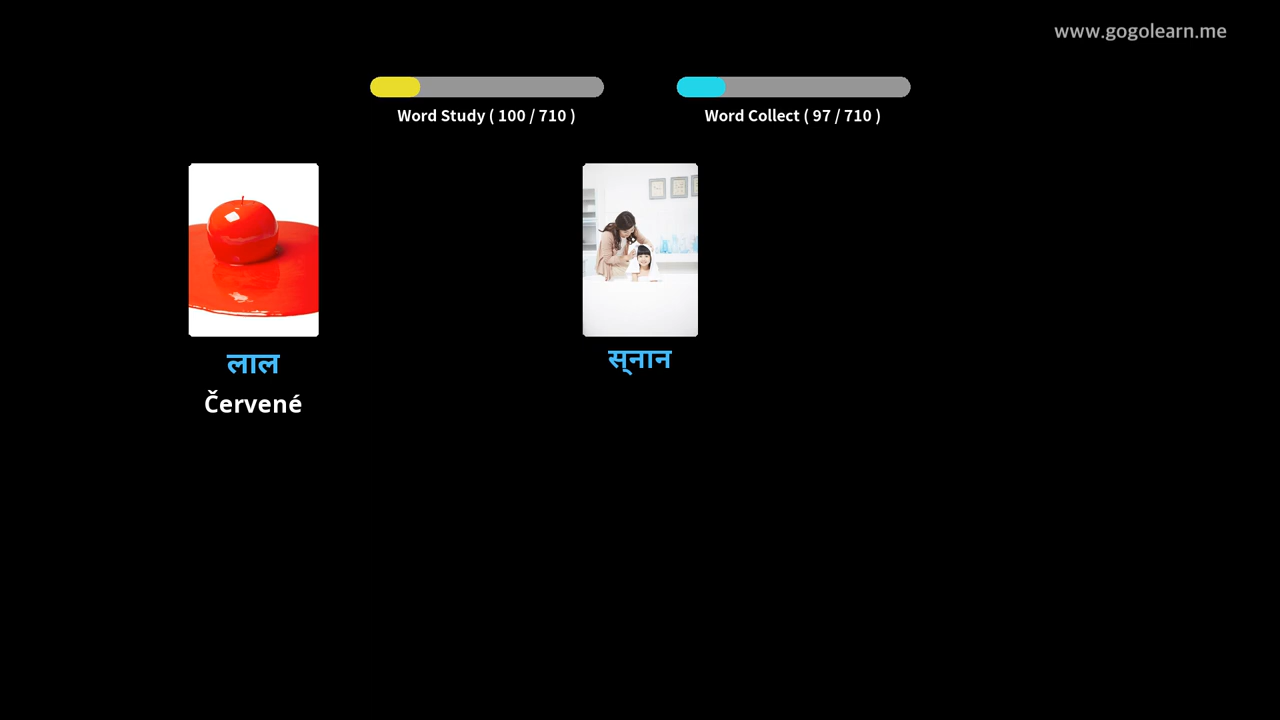 www.gogolearn.me
Word Study ( 100 / 710 )
Word Collect ( 97 / 710 )
लाल
Červené
स्नान